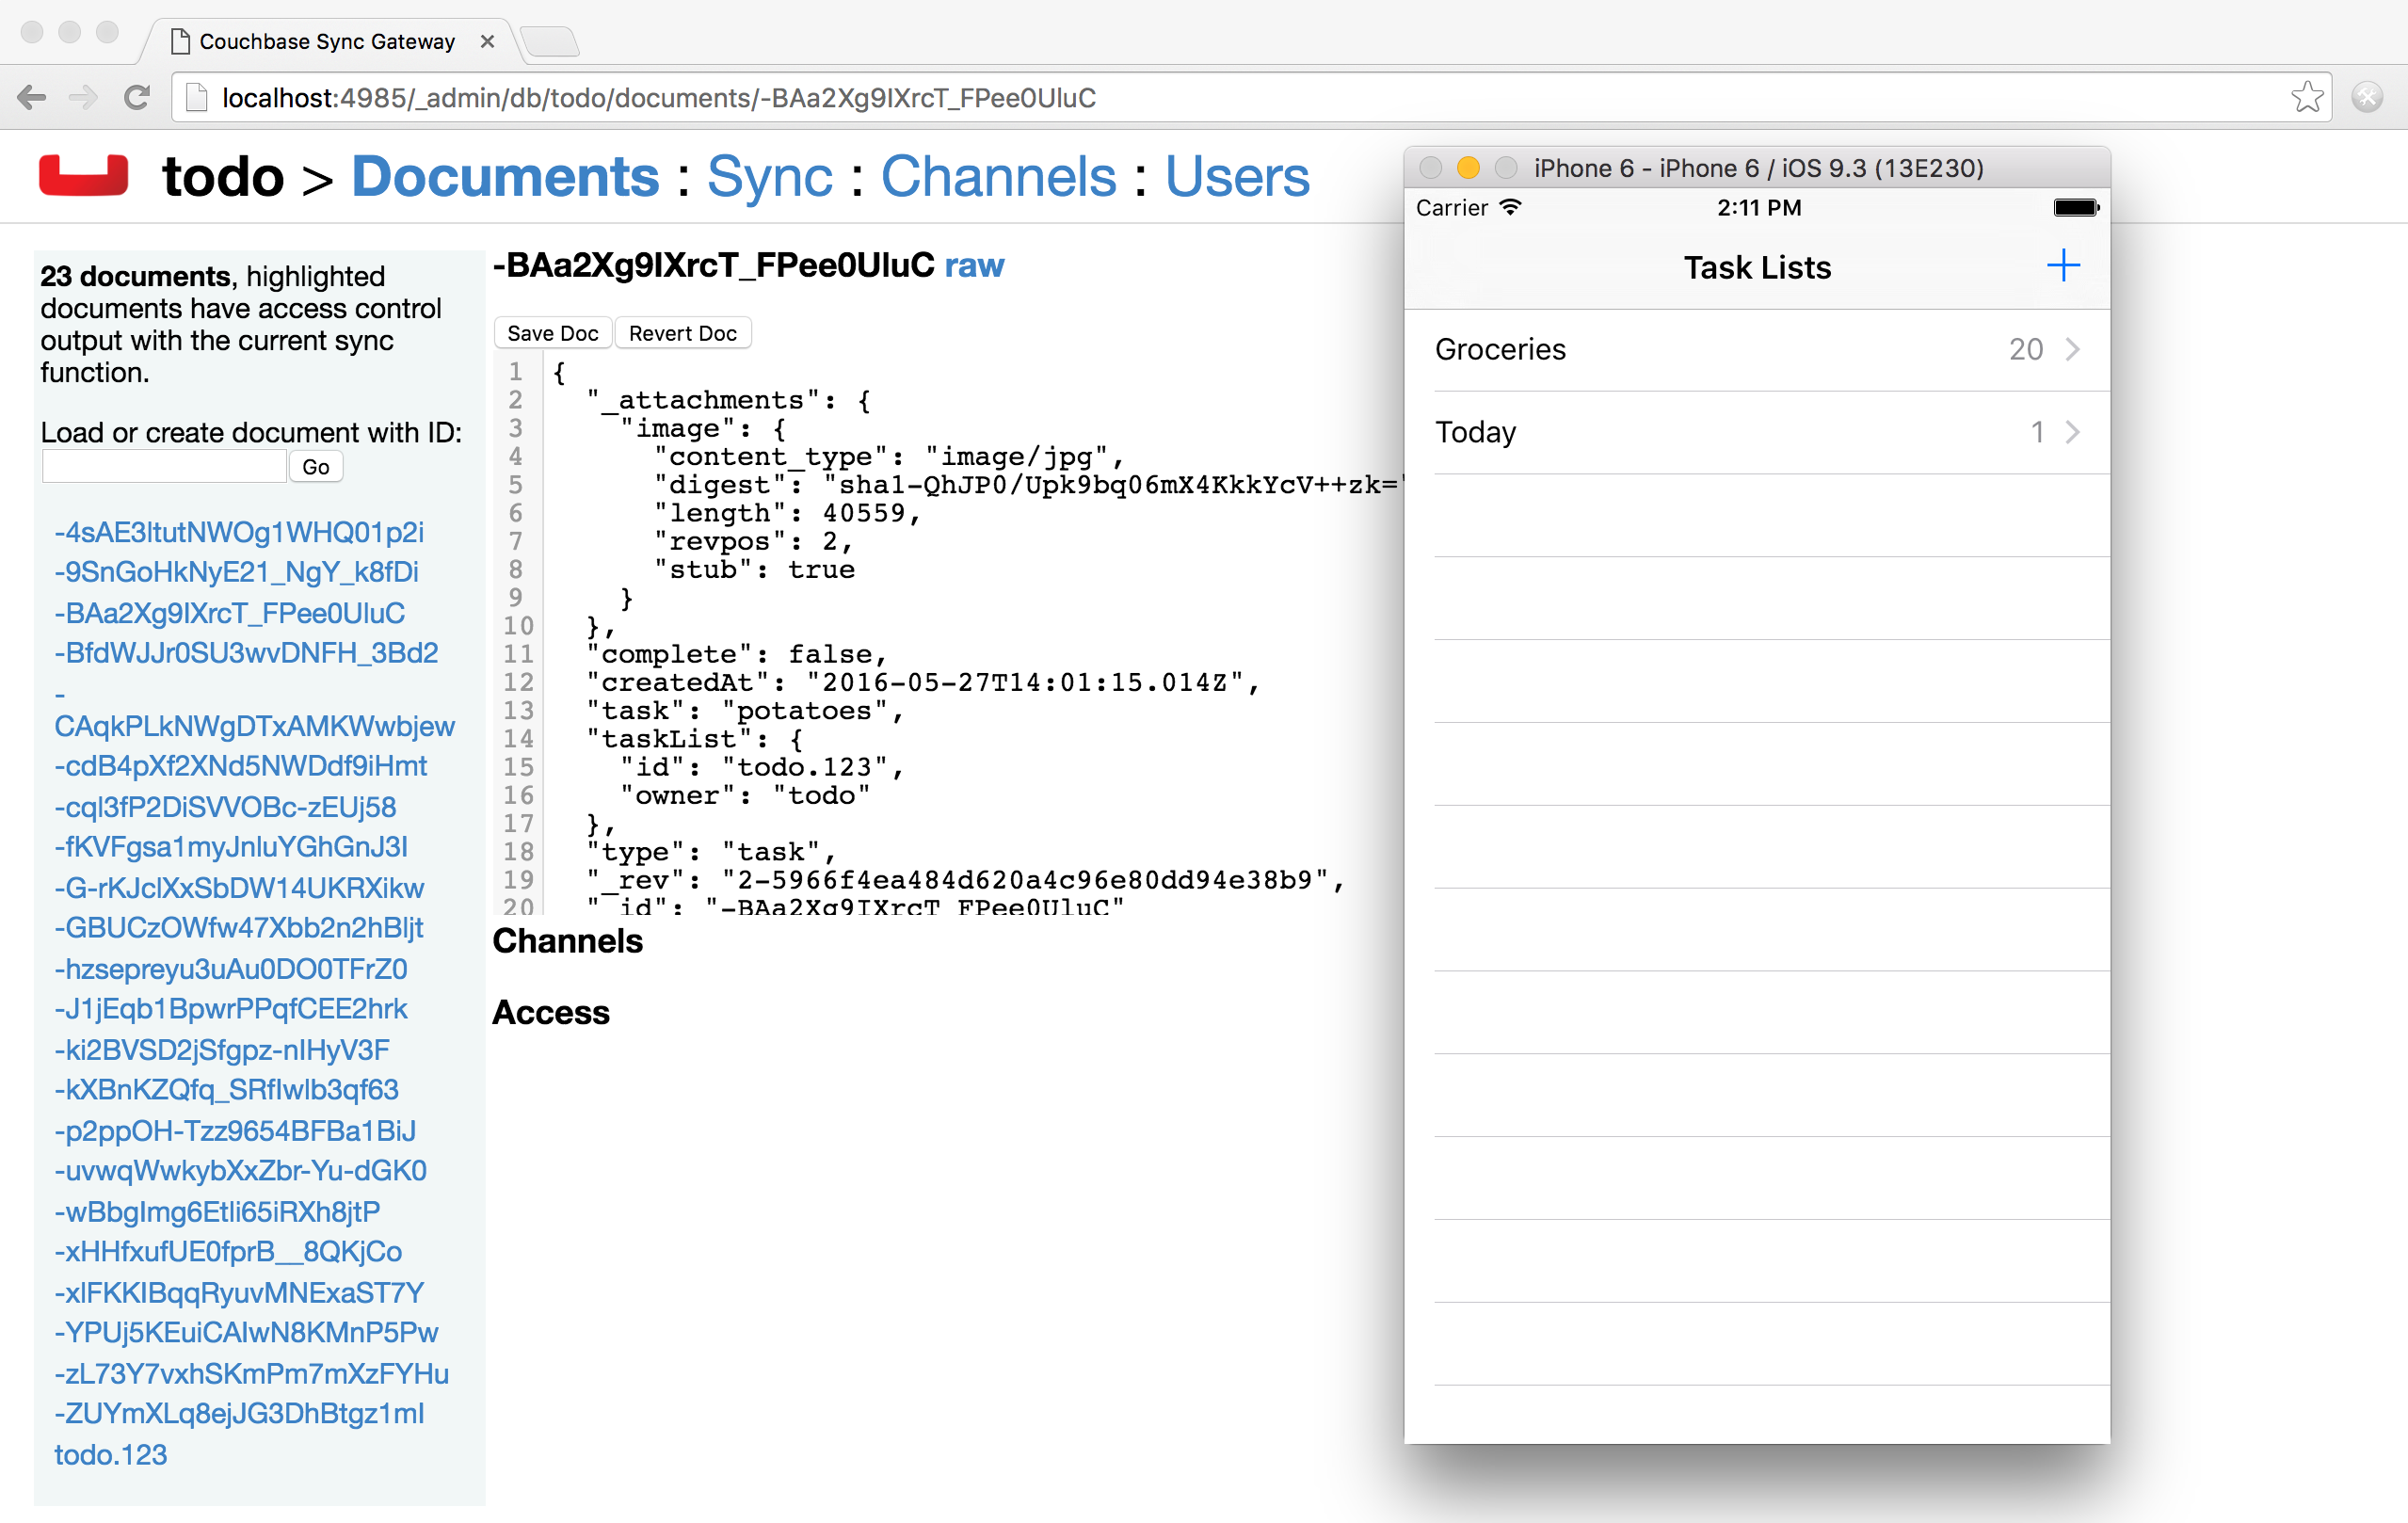 Couchbase Sync Gateway
localhost:4985/_admin/db/todo/documents/-BAa2Xg9IXrcT_FPee0UluC
todo > Documents : Sync : Channels : Users
23 documents, highlighted
documents have access control
output with the current sync
function.
Load or create document with ID:
Go
-4sAE3ltutNWOg1WHQ01p2i
-9SnGoHkNyE21_NgY_k8fDi
-BAa2Xg9IXrcT_FPee0UluC
-BfdWJJr0SU3wvDNFH_3Bd2
-
CAqkPLkNWgDTxAMKWwbjew
-cdB4pXf2XNd5NWDdf9iHmt
-cql3fP2DiSVVOBc-zEUj58
-fKVFgsa1myJnluYGhGnJ3I
-G-rKJclXxSbDW14UKRXikw
-GBUCzOWfw47Xbb2n2hBljt
-hzsepreyu3uAu0DO0TFrZ0
-J1jEqb1BpwrPPqfCEE2hrk
-ki2BVSD2jSfgpz-nIHyV3F
-kXBnKZQfq_SRfIwlb3qf63
-p2ppOH-Tzz9654BFBa1BiJ
-uvwqWwkybXxZbr-Yu-dGK0
-wBbgImg6Etli65iRXh8jtP
-xHHfxufUE0fprB__8QKjCo
-xlFKKIBqqRyuvMNExaST7Y
-YPUj5KEuiCAIwN8KMnP5Pw
-zL73Y7vxhSKmPm7mXzFYHu
-ZUYmXLq8ejJG3DhBtgz1mI
todo.123
-BAa2Xg9IXrcT_FPee0UluC raw
Save Doc Revert Doc
1 {
2 "_attachments": {
3 "image": {
4 "content_type": "image/jpg",
5 "digest": "sha1-QhJP0/Upk9bq06mX4KkkYcV++zk=
6 "length": 40559,
7 "revpos": 2,
8 "stub": true
9 }
10 },
11 "complete": false,
12 "createdAt": "2016-05-27T14:01:15.014Z",
13 "task": "potatoes",
14 "taskList": {
15 "id": "todo.123",
16 "owner": "todo"
17 },
18 "type": "task",
19 "_rev": "2-5966f4ea484d620a4c96e80dd94e38b9",
20 "_id": "-BAa2Xg9IXrcT_FPee0UluC"
Channels
Access
iPhone 6 - iPhone 6 / iOS 9.3 (13E230)
Carrier 2:11 PM
Task Lists +
Groceries 20
Today 1